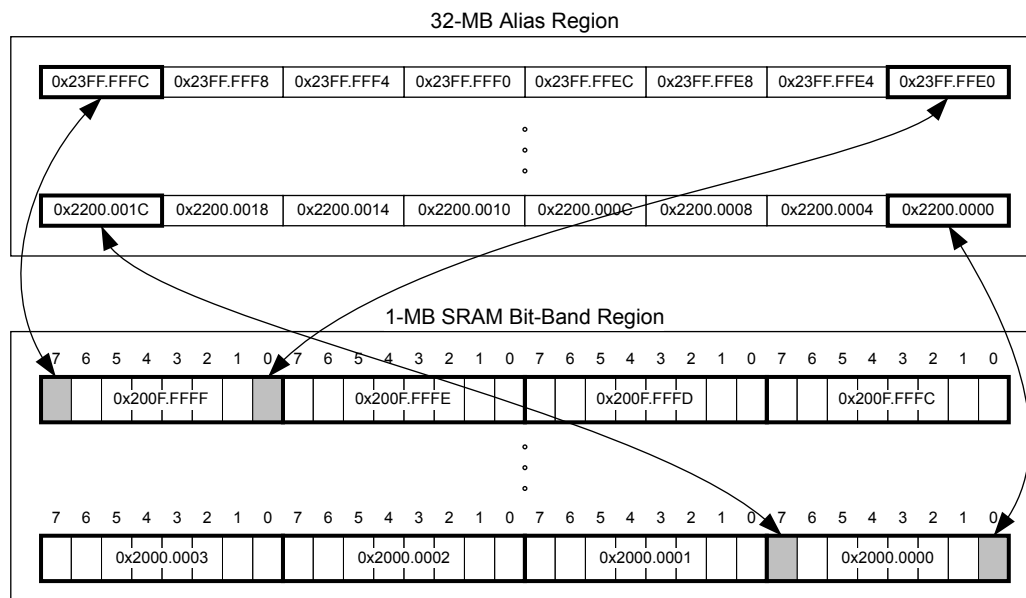 32-MB Alias Region
0x23FF.FFFC 0x23FF.FFF8 0x23FF.FFF4 0x23FF.FFF0 0x23FF.FFEC 0x23FF.FFE8 0x23FF.FFE4 0x23FF.FFE0
0x2200.001C 0x2200.0018 0x2200.0014 0x2200.0010 0x2200.000C 0x2200.0008 0x2200.0004 0x2200.0000
1-MB SRAM Bit-Band Region
7 6 5 4 3 2 1 0 7 6 5 4 3 2 1 0 7 6 5 4 3 2 1 0 7 6 5 4 3 2 1 0
0x200F.FFFF 0x200F.FFFE 0x200F.FFFD 0x200F.FFFC
7 6 5 4 3 2 1 0 7 6 5 4 3 2 1 0 7 6 5 4 3 2 1 0 7 6 5 4 3 2 1 0
0x2000.0003 0x2000.0002 0x2000.0001 0x2000.0000